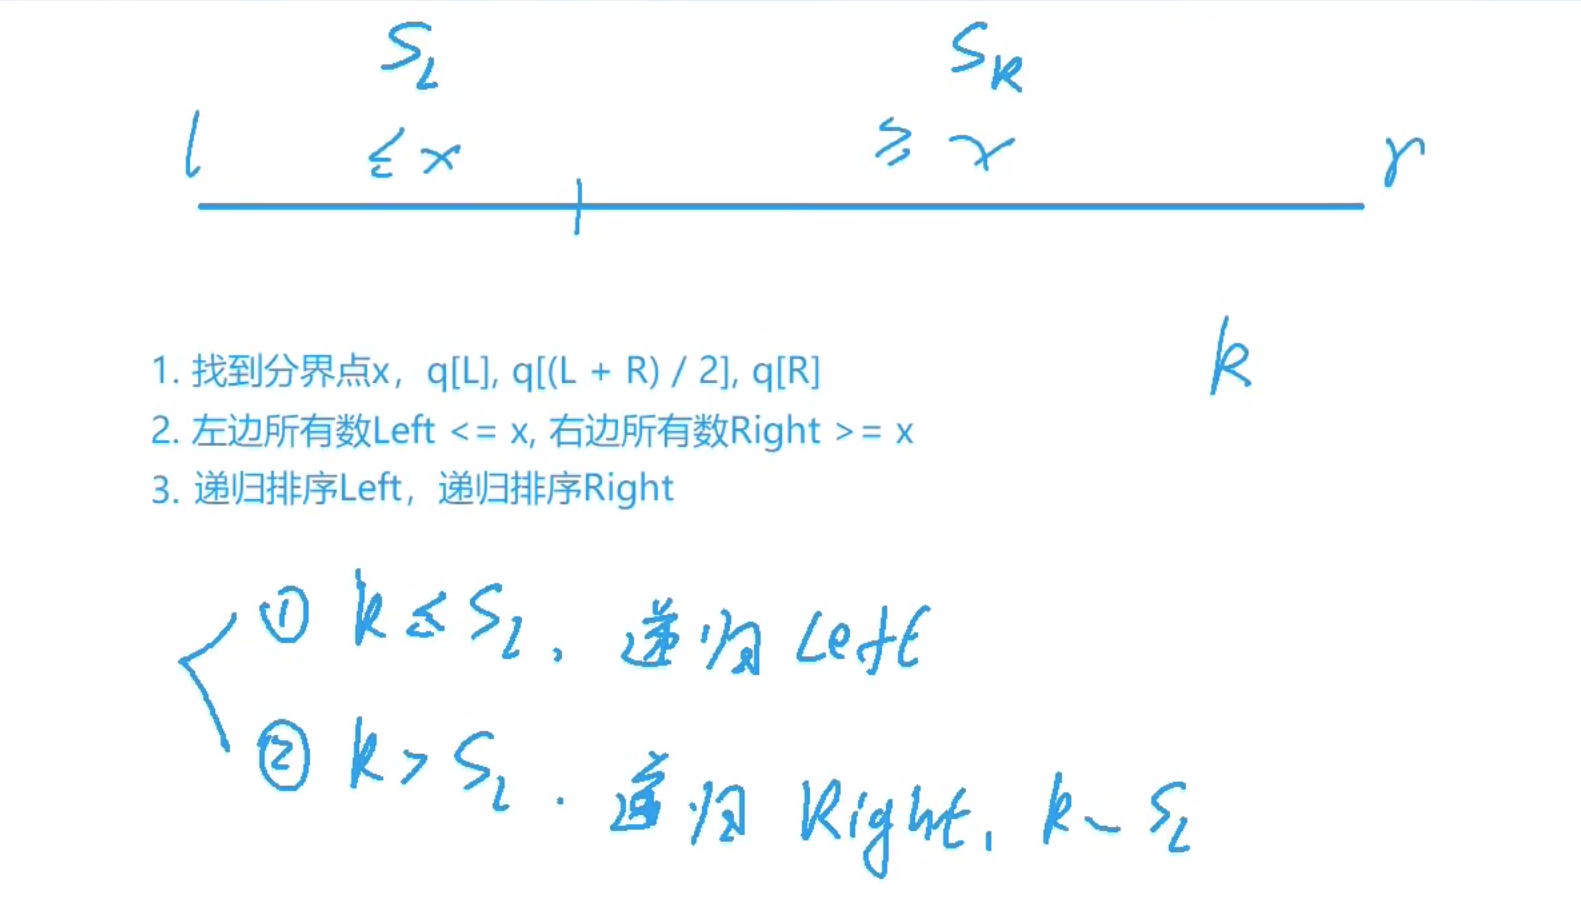 S_L S_R
l ≤ x ≥ x r
k
1. 找到分界点x，q[L], q[(L + R) / 2], q[R]
2. 左边所有数Left <= x, 右边所有数Right >= x
3. 递归排序Left，递归排序Right
① k ≤ S_L, 递归 Left
② k > S_L. 递归 Right, k - S_L